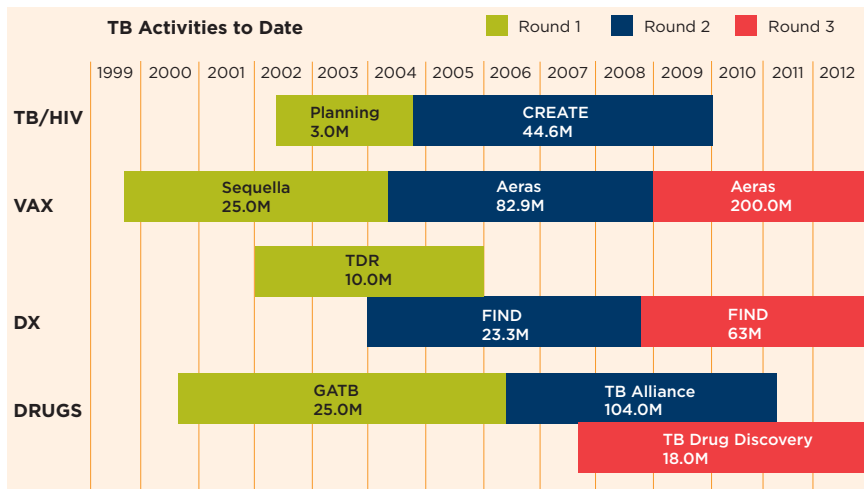 TB Activities to Date
Round 1 Round 2 Round 3
1999 2000 2001 2002 2003 2004 2005 2006 2007 2008 2009 2010 2011 2012
TB/HIV
Planning
3.0M
CREATE
44.6M
VAX
Sequella
25.0M
Aeras
82.9M
Aeras
200.0M
TDR
10.0M
DX
FIND
23.3M
FIND
63M
DRUGS
GATB
25.0M
TB Alliance
104.0M
TB Drug Discovery
18.0M